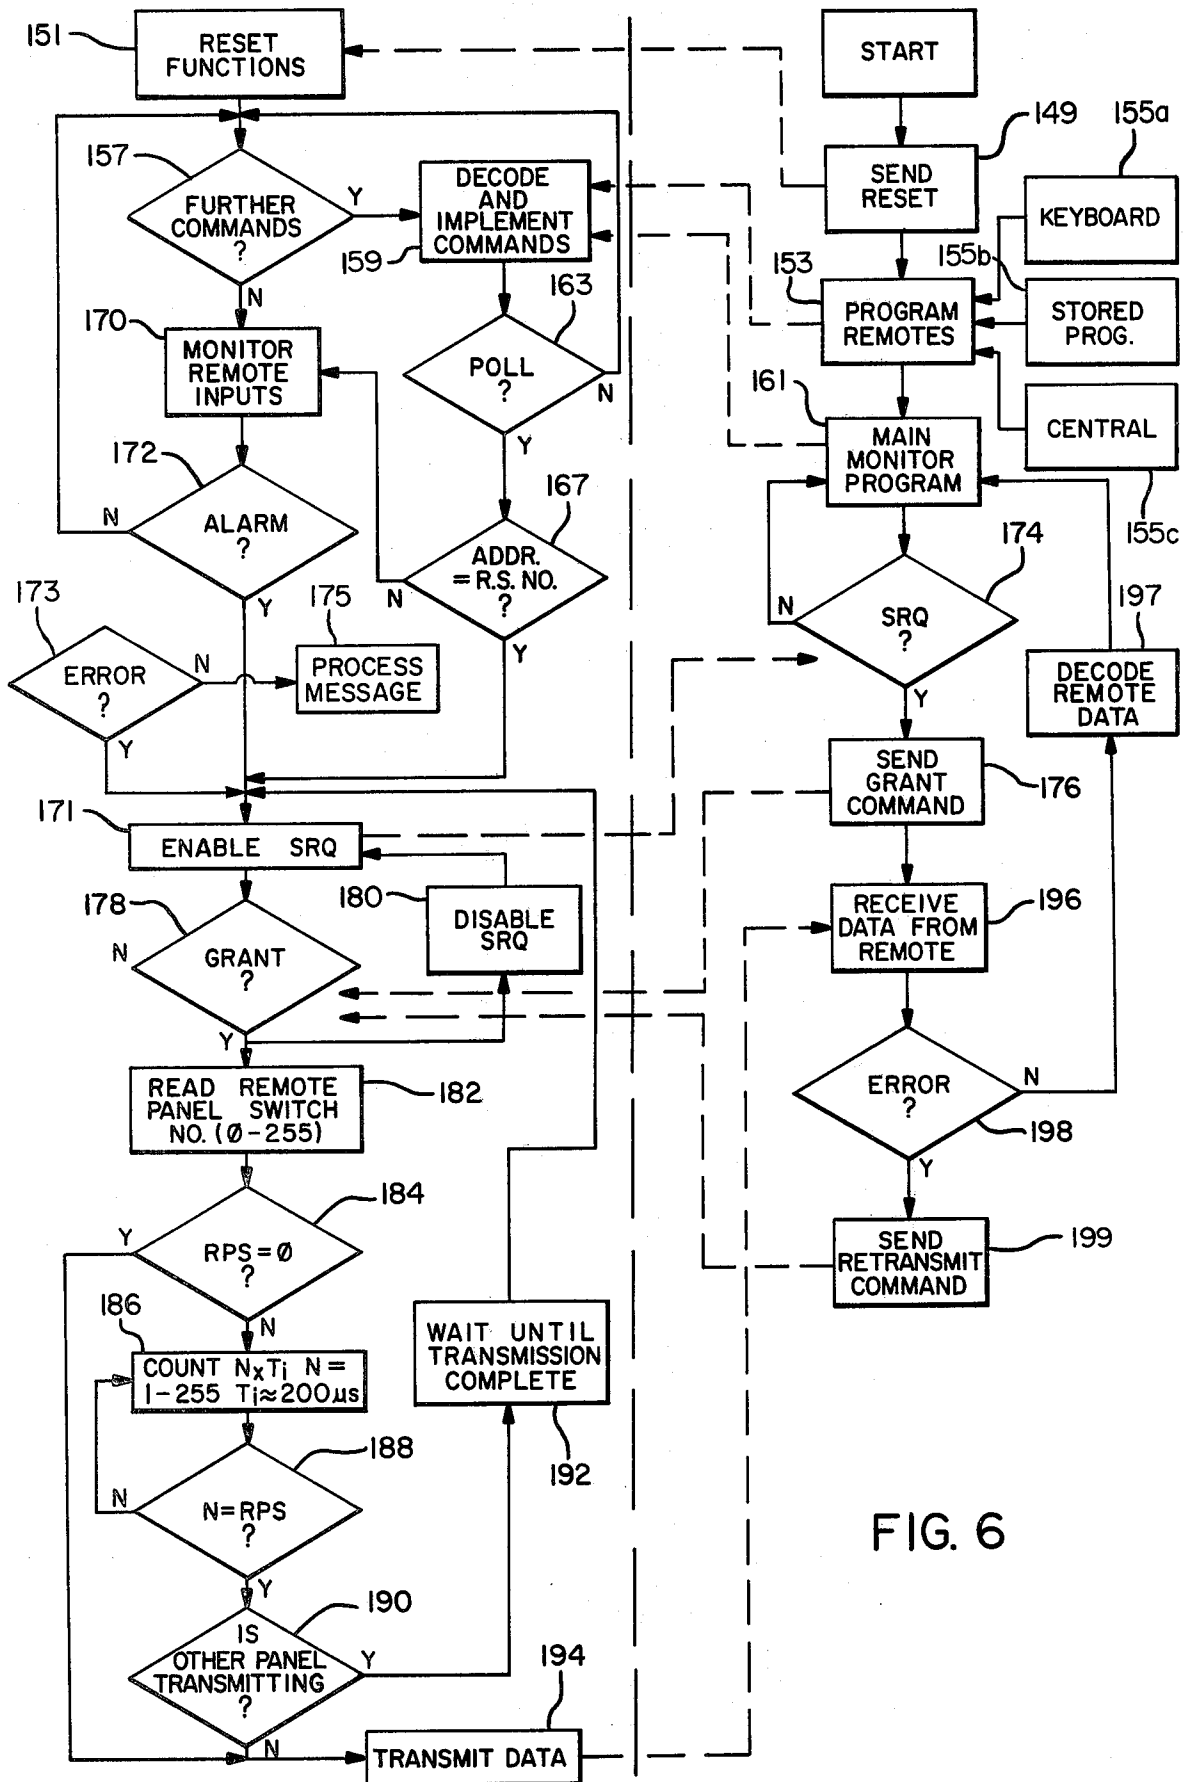 151
RESET
FUNCTIONS
START
149
SEND
RESET
155a
KEYBOARD
157
FURTHER
COMMANDS
?
Y
N
DECODE
AND
IMPLEMENT
COMMANDS
159
153
PROGRAM
REMOTES
155b
STORED
PROG.
163
POLL
?
N
Y
170
MONITOR
REMOTE
INPUTS
161
MAIN
MONITOR
PROGRAM
CENTRAL
155c
172
ALARM
?
N
Y
167
ADDR.
= R.S. NO.
?
N
Y
174
SRQ
?
N
Y
197
DECODE
REMOTE
DATA
173
ERROR
?
N
Y
175
PROCESS
MESSAGE
SEND
GRANT
COMMAND
176
171
ENABLE SRQ
180
DISABLE
SRQ
178
GRANT
?
N
Y
RECEIVE
DATA FROM
REMOTE
196
READ REMOTE
PANEL SWITCH
NO. (Ø-255)
182
ERROR
?
N
198
Y
184
RPS=Ø
?
Y
N
SEND
RETRANSMIT
COMMAND
199
186
COUNT NxTi N=
1-255 Ti≈200µs
WAIT UNTIL
TRANSMISSION
COMPLETE
192
188
N=RPS
?
N
Y
FIG. 6
190
IS
OTHER PANEL
TRANSMITTING
?
Y
N
194
TRANSMIT DATA